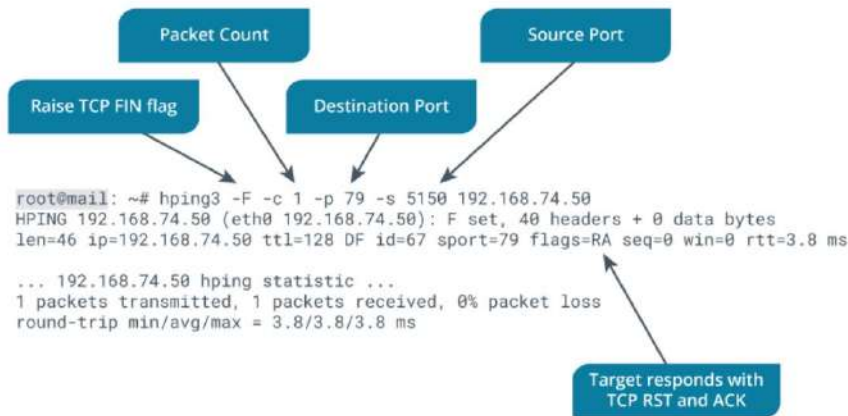 Packet Count
Source Port
Raise TCP FIN flag
Destination Port
root@mail: ~# hping3 -F -c 1 -p 79 -s 5150 192.168.74.50
HPING 192.168.74.50 (eth0 192.168.74.50): F set, 40 headers + 0 data bytes
len=46 ip=192.168.74.50 ttl=128 DF id=67 sport=79 flags=RA seq=0 win=0 rtt=3.8 ms
... 192.168.74.50 hping statistic ...
1 packets transmitted, 1 packets received, 0% packet loss
round-trip min/avg/max = 3.8/3.8/3.8 ms
Target responds with
TCP RST and ACK